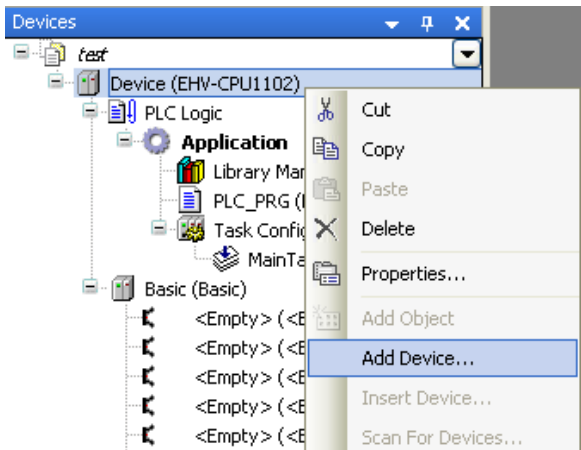 Devices
test
Device (EHV-CPU1102)
PLC Logic
Application
Library Mar
PLC_PRG (
Task Config
MainTa
Basic (Basic)
<Empty> (<E
<Empty> (<E
<Empty> (<E
<Empty> (<E
<Empty> (<E
Cut
Copy
Paste
Delete
Properties...
Add Object
Add Device...
Insert Device...
Scan For Devices...